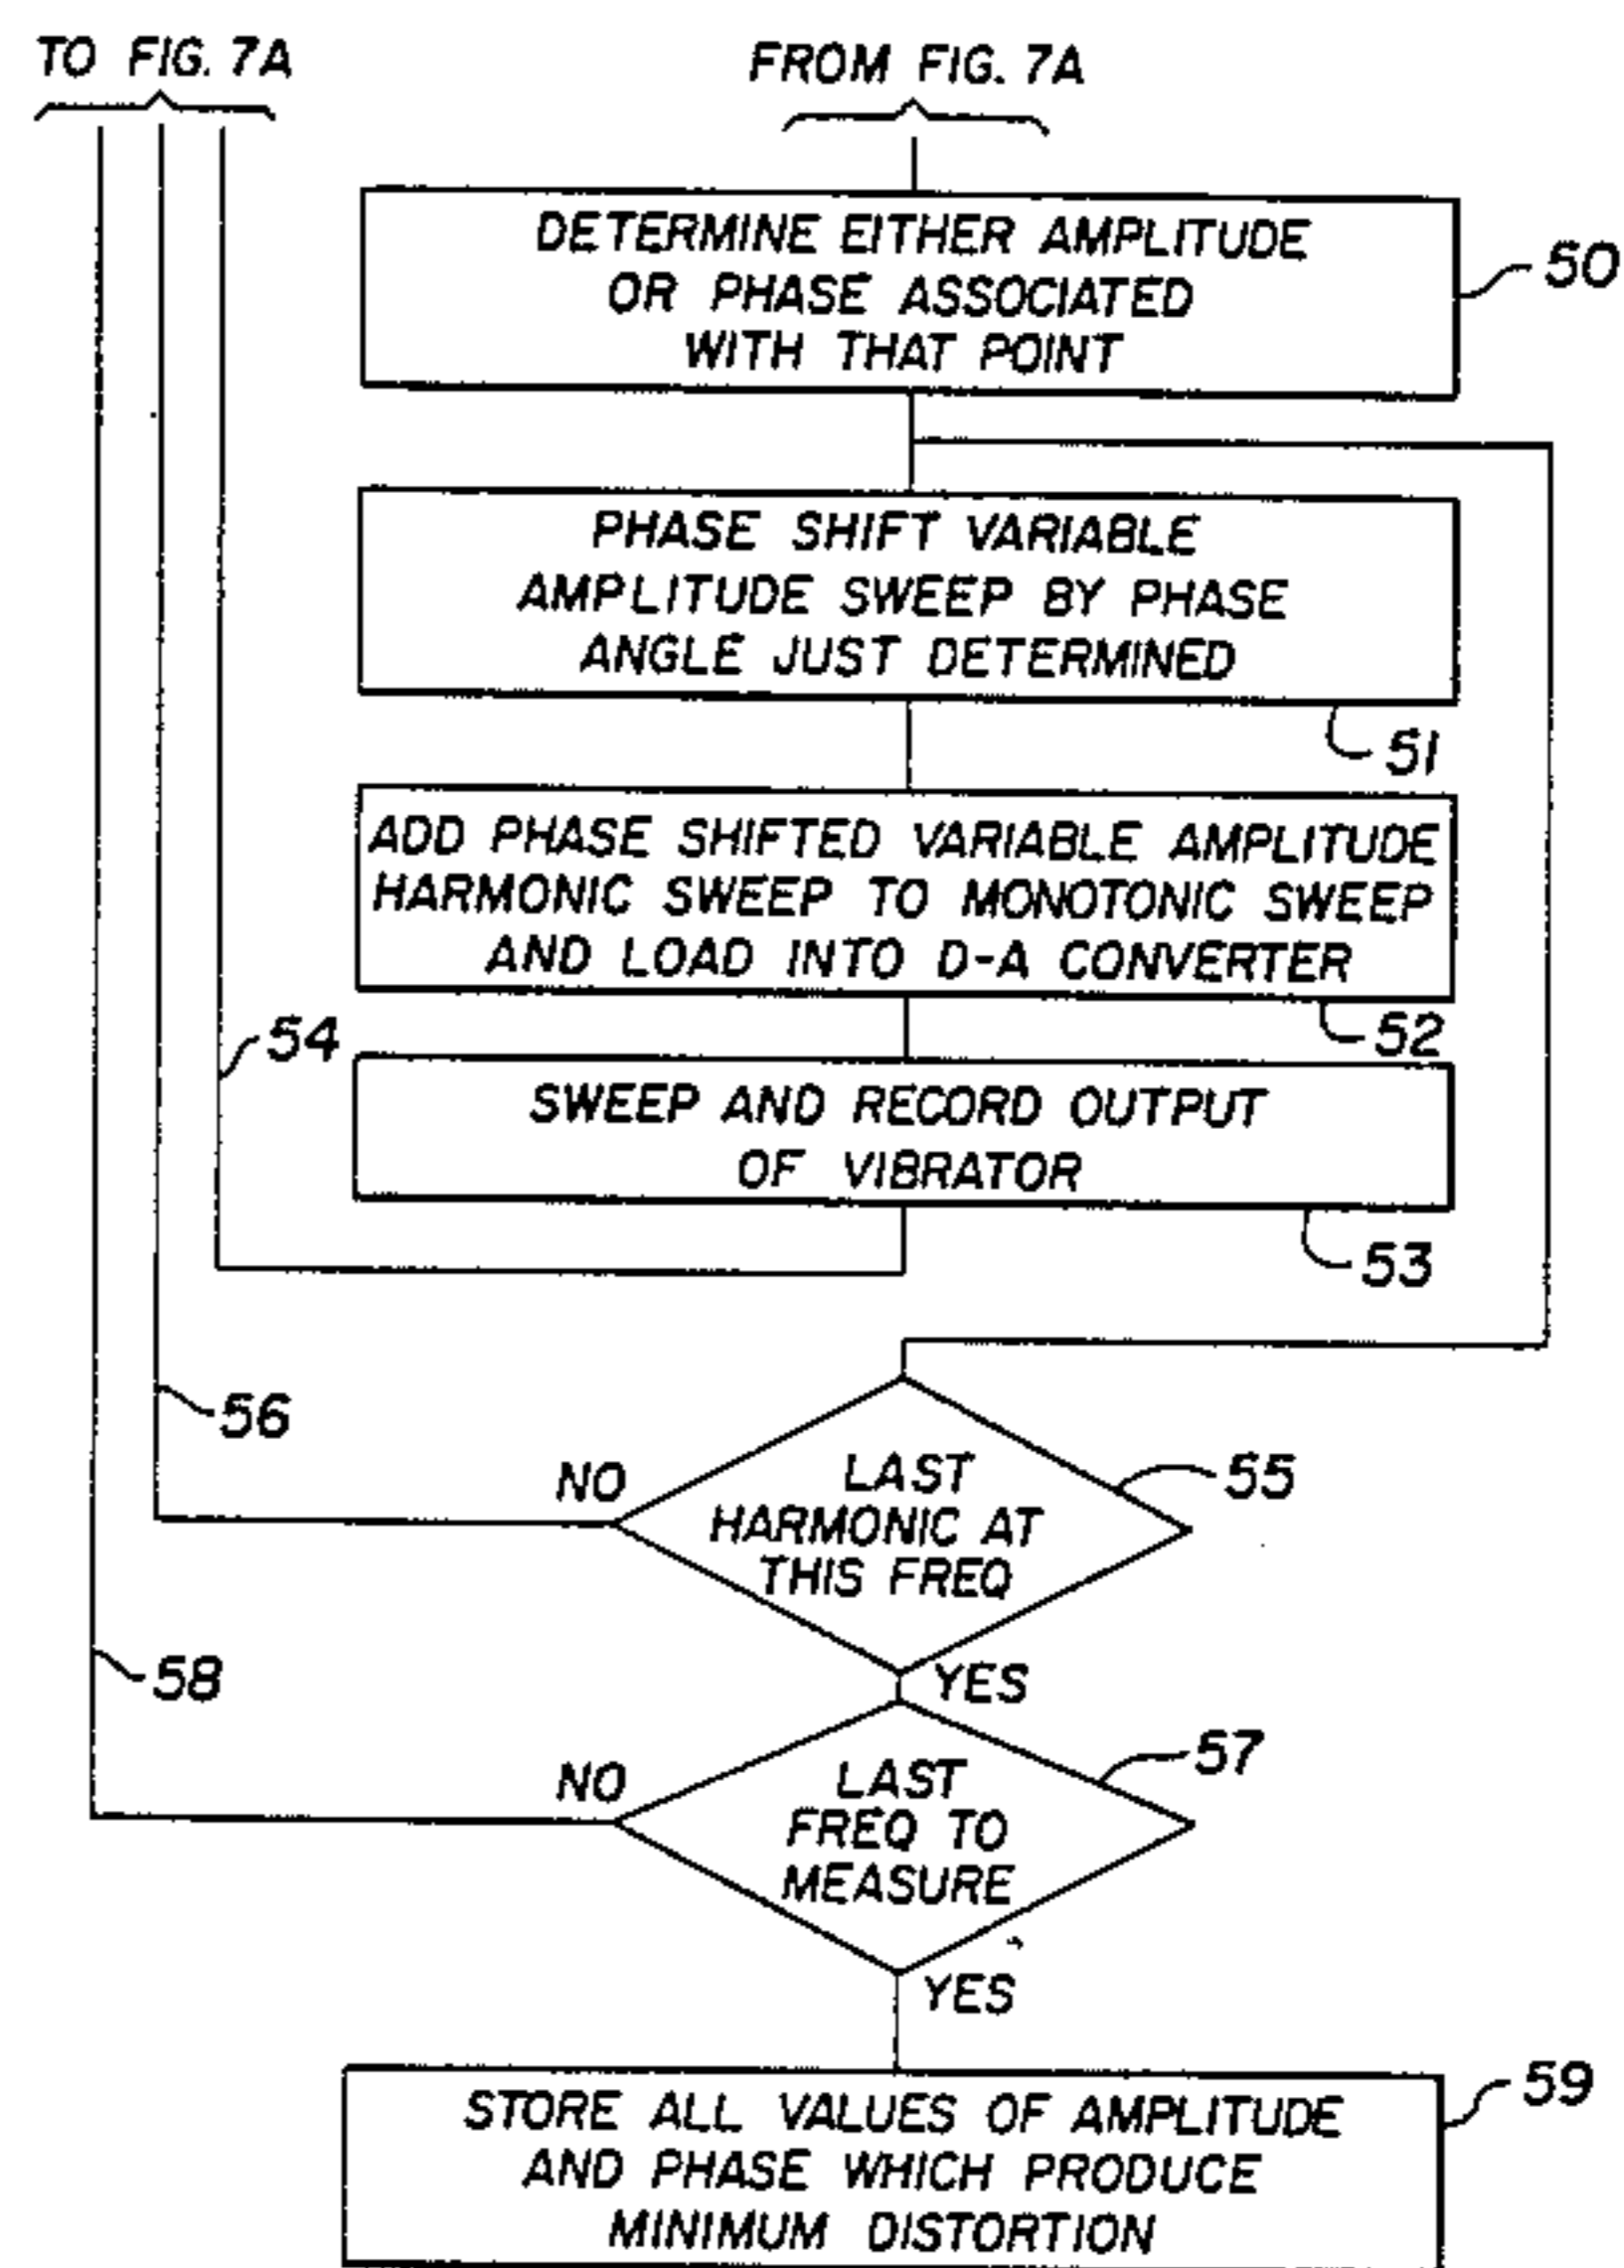 TO FIG. 7A
FROM FIG. 7A
DETERMINE EITHER AMPLITUDE
OR PHASE ASSOCIATED
WITH THAT POINT
50
PHASE SHIFT VARIABLE
AMPLITUDE SWEEP BY PHASE
ANGLE JUST DETERMINED
51
ADD PHASE SHIFTED VARIABLE AMPLITUDE
HARMONIC SWEEP TO MONOTONIC SWEEP
AND LOAD INTO D-A CONVERTER
52
54
SWEEP AND RECORD OUTPUT
OF VIBRATOR
53
56
NO
LAST
HARMONIC AT
THIS FREQ
55
YES
58
NO
LAST
FREQ TO
MEASURE
57
YES
STORE ALL VALUES OF AMPLITUDE
AND PHASE WHICH PRODUCE
MINIMUM DISTORTION
59